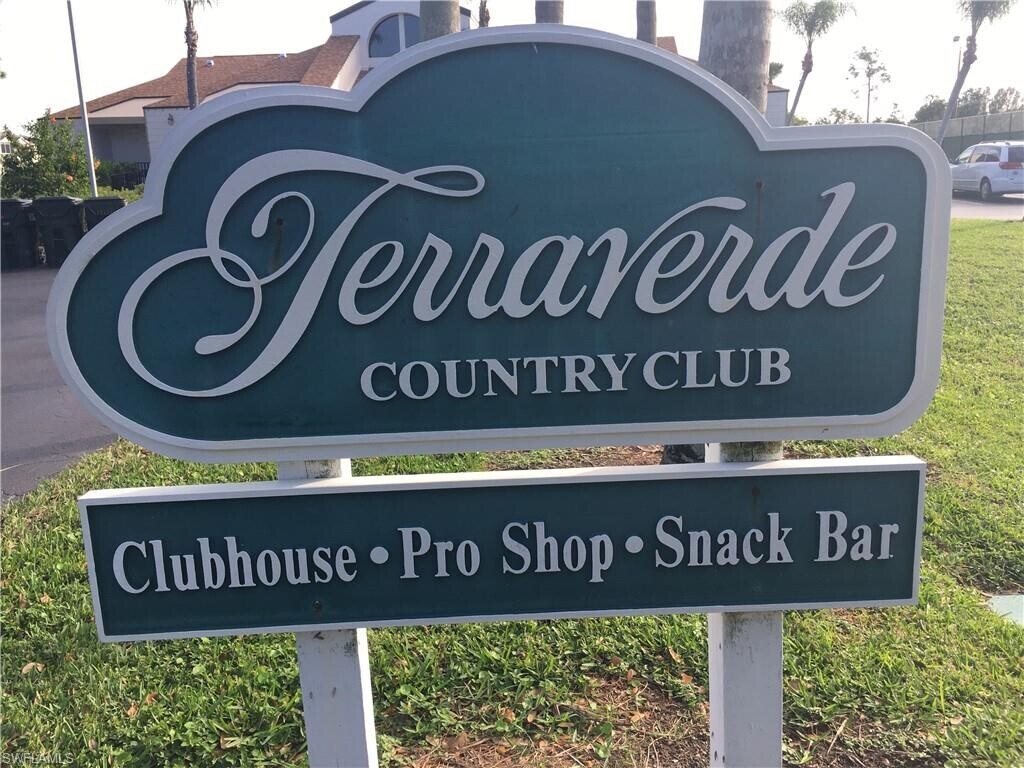 Terraverde
COUNTRY CLUB
Clubhouse • Pro Shop • Snack Bar
SWFLAMLS